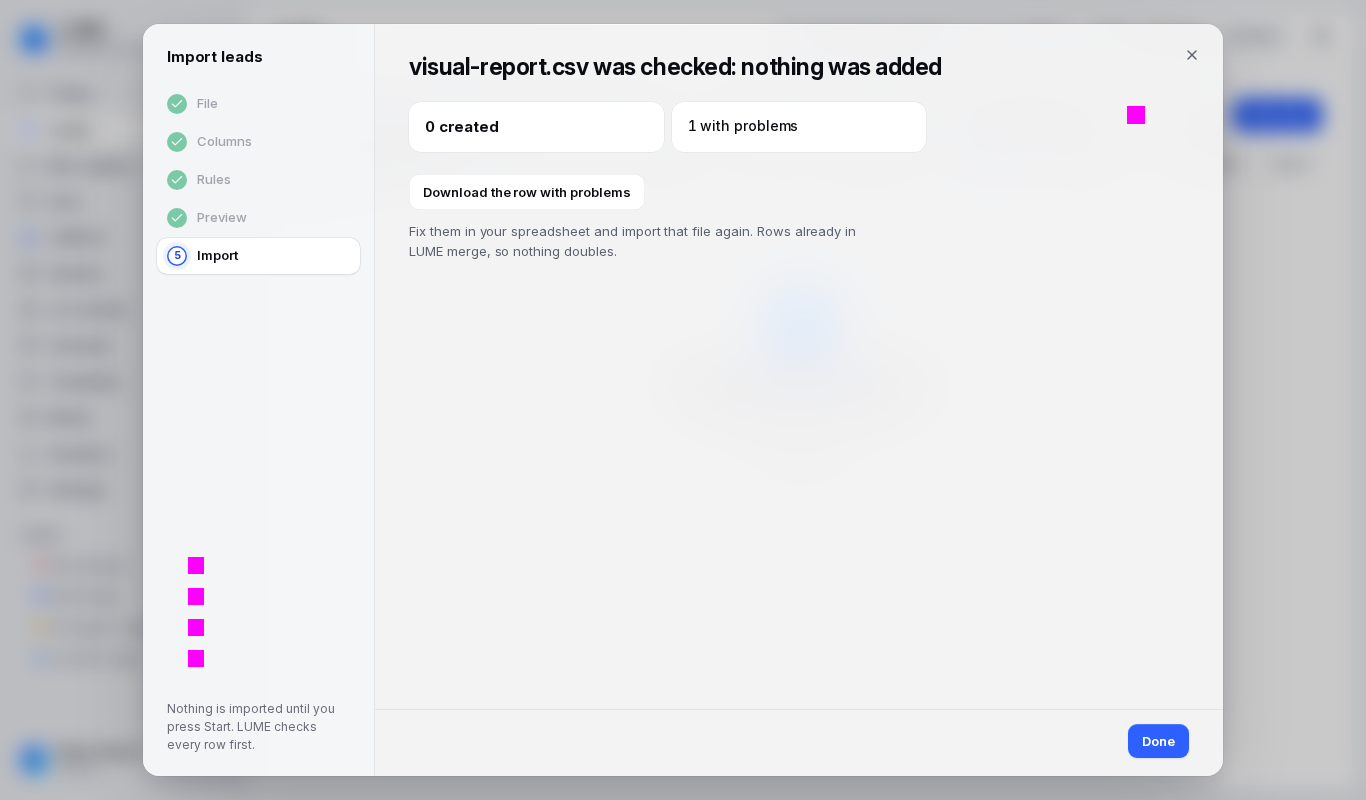 Import leads
File
Columns
Rules
Preview
5 Import
Nothing is imported until you
press Start. LUME checks
every row first.
visual-report.csv was checked: nothing was added
0 created
1 with problems
Download the row with problems
Fix them in your spreadsheet and import that file again. Rows already in
LUME merge, so nothing doubles.
Done